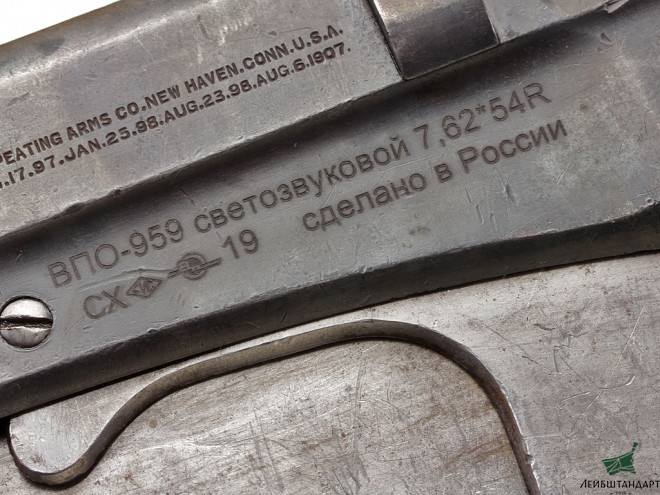 PEATING ARMS CO. NEW HAVEN. CONN. U.S.A.
.17.97. JAN. 25.98. AUG. 23.98. AUG. 6.1907.
ВПО-959 светозвуковой 7,62*54R
СХ 19 сделано в России
ЛЕЙБШТАНДАРТ